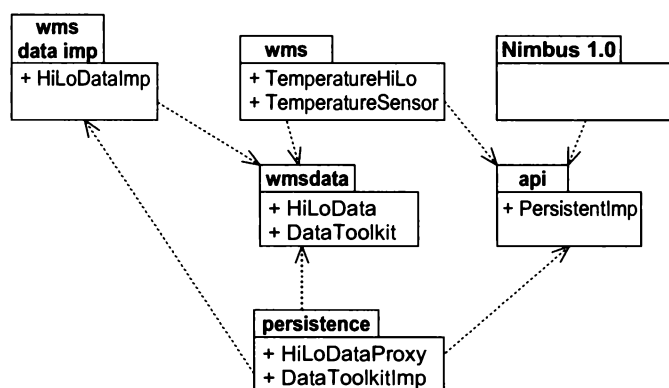 wms
data imp
+ HiLoDataImp
wms
+ TemperatureHiLo
+ TemperatureSensor
Nimbus 1.0
wmsdata
+ HiLoData
+ DataToolkit
api
+ PersistentImp
persistence
+ HiLoDataProxy
+ DataToolkitImp